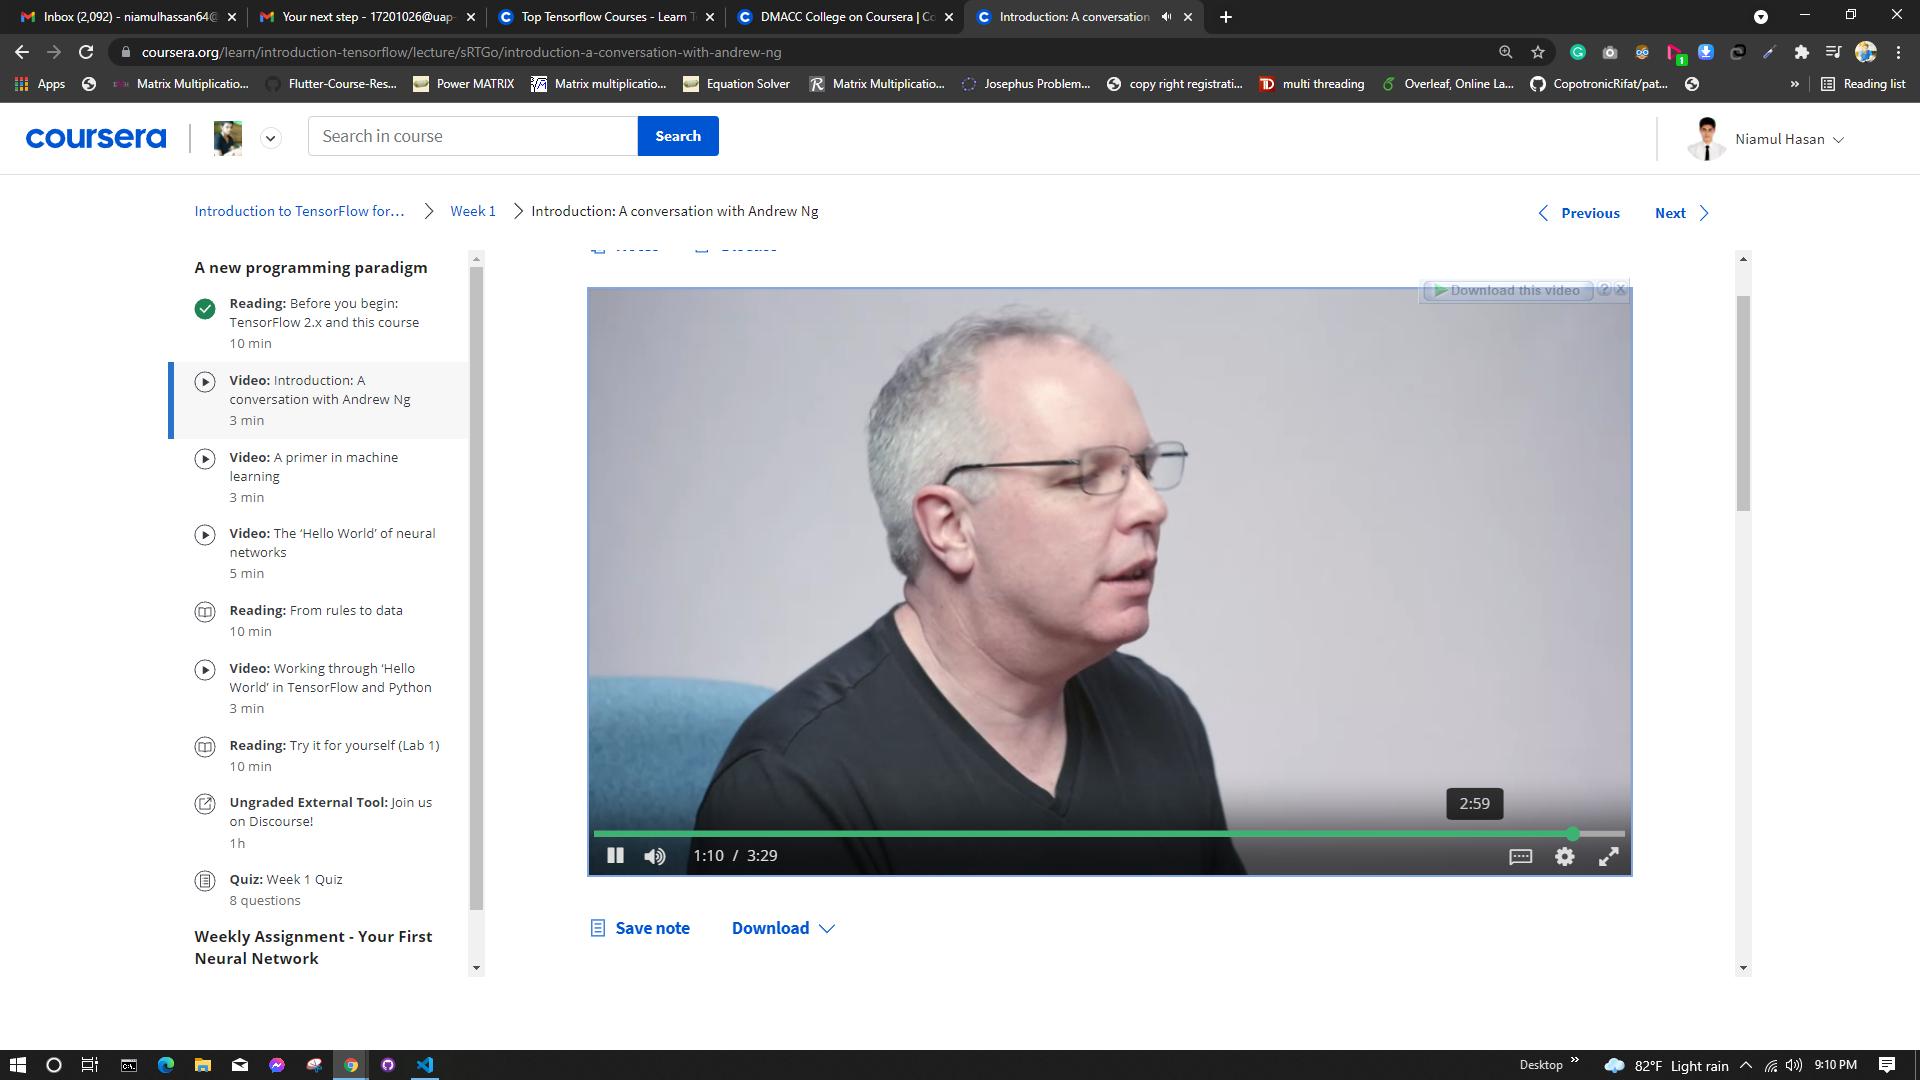 Inbox (2,092) - niamulhassan64@
Your next step - 17201026@uap-
Top Tensorflow Courses - Learn T
DMACC College on Coursera | Co
Introduction: A conversation
coursera.org/learn/introduction-tensorflow/lecture/sRTGo/introduction-a-conversation-with-andrew-ng
1
Apps
Matrix Multiplicatio...
Flutter-Course-Res...
Power MATRIX
Matrix multiplicatio...
Equation Solver
Matrix Multiplicatio...
Josephus Problem...
copy right registrati...
multi threading
Overleaf, Online La...
CopotronicRifat/pat...
»
Reading list
coursera
Search in course
Search
Niamul Hasan
Introduction to TensorFlow for...
Week 1
Introduction: A conversation with Andrew Ng
Previous
Next
A new programming paradigm
Reading: Before you begin:
TensorFlow 2.x and this course
10 min
Video: Introduction: A
conversation with Andrew Ng
3 min
Video: A primer in machine
learning
3 min
Video: The ‘Hello World’ of neural
networks
5 min
Reading: From rules to data
10 min
Video: Working through ‘Hello
World’ in TensorFlow and Python
3 min
Reading: Try it for yourself (Lab 1)
10 min
Ungraded External Tool: Join us
on Discourse!
1h
Quiz: Week 1 Quiz
8 questions
Weekly Assignment - Your First
Neural Network
Download this video
?
2:59
1:10 / 3:29
Save note
Download
Desktop
»
82°F Light rain
9:10 PM